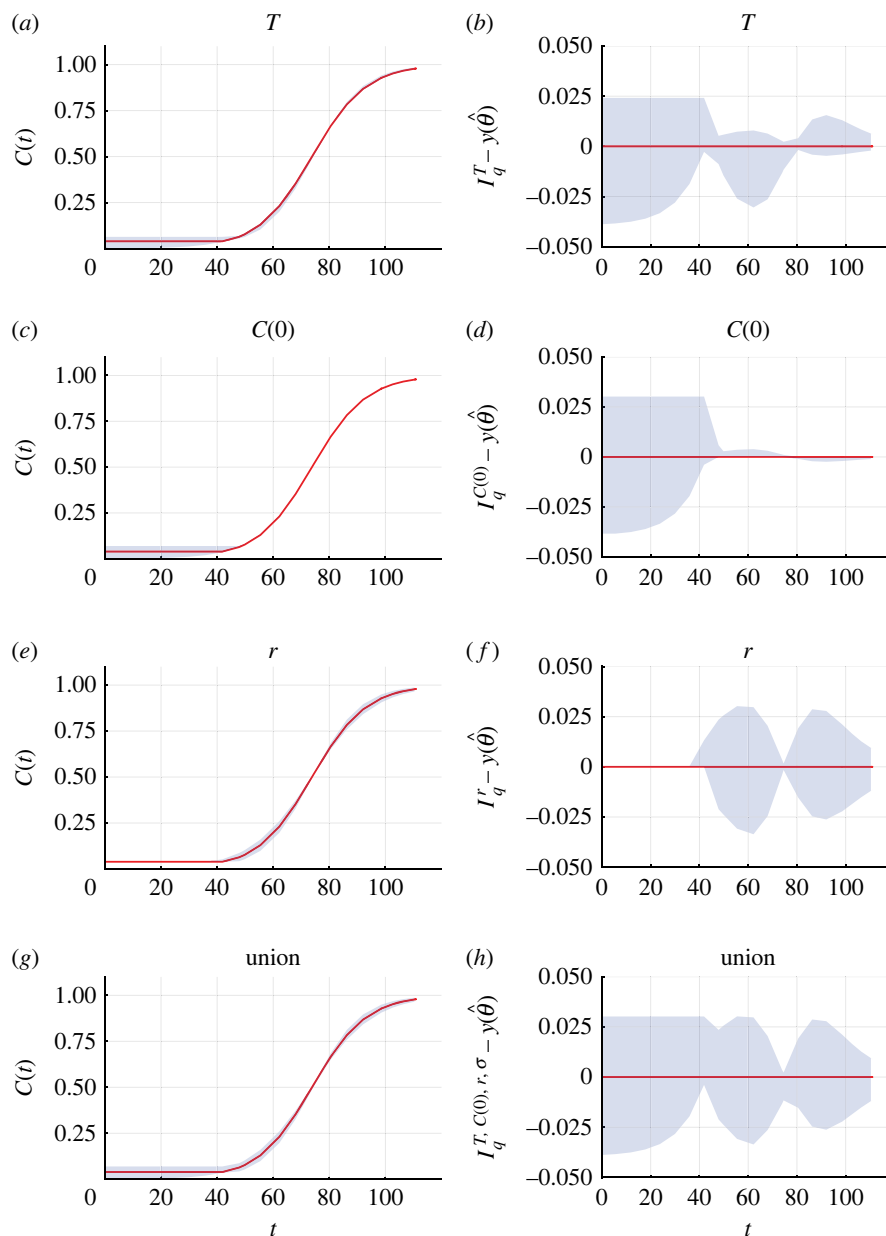 (a) T
1.00
0.75
0.50
0.25
0 20 40 60 80 100
C(t)
(b) T
0.050
0.025
0
–0.025
–0.050
0 20 40 60 80 100
I_q^T – y(θ̂)
(c) C(0)
1.00
0.75
0.50
0.25
0 20 40 60 80 100
C(t)
(d) C(0)
0.050
0.025
0
–0.025
–0.050
0 20 40 60 80 100
I_q^{C(0)} – y(θ̂)
(e) r
1.00
0.75
0.50
0.25
0 20 40 60 80 100
C(t)
(f) r
0.050
0.025
0
–0.025
–0.050
0 20 40 60 80 100
I_q^r – y(θ̂)
(g) union
1.00
0.75
0.50
0.25
0 20 40 60 80 100
C(t)
t
(h) union
0.050
0.025
0
–0.025
–0.050
0 20 40 60 80 100
I_q^{T, C(0), r, σ} – y(θ̂)
t